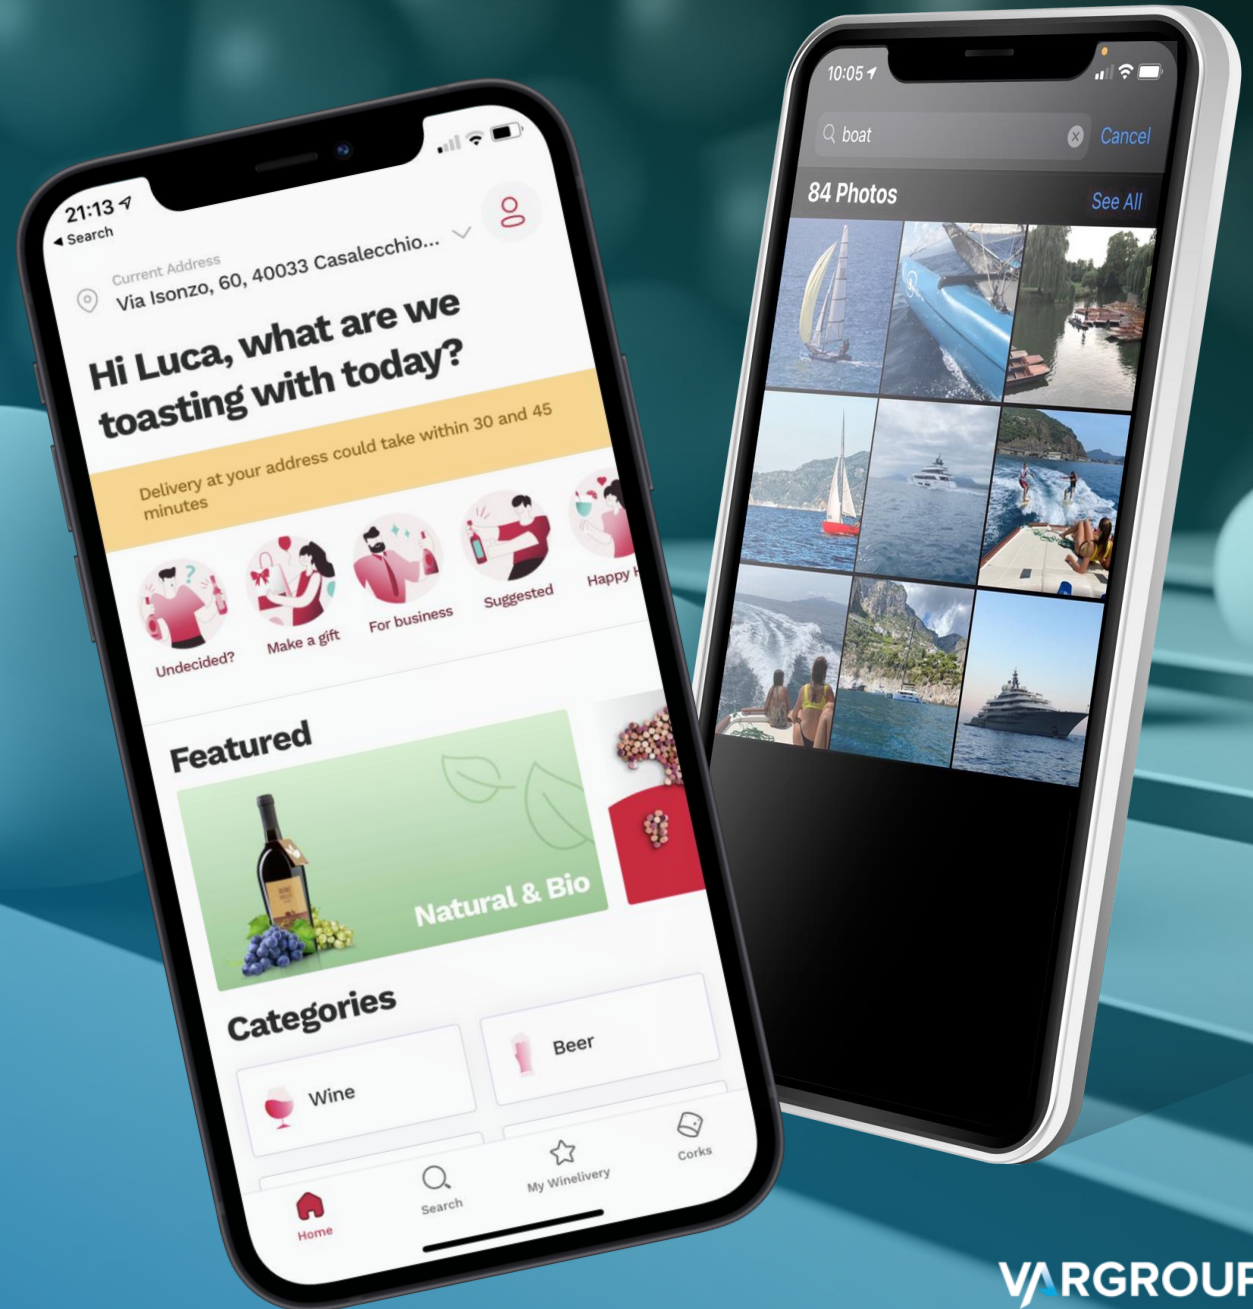 21:13
Search
Current Address
Via Isonzo, 60, 40033 Casalecchio...
Hi Luca, what are we
toasting with today?
Delivery at your address could take within 30 and 45
minutes
Undecided?
Make a gift
For business
Suggested
Happy H
Featured
Natural & Bio
Categories
Wine
Beer
Home
Search
My Winelivery
Corks
10:05
boat
Cancel
84 Photos
See All
VARGROUP